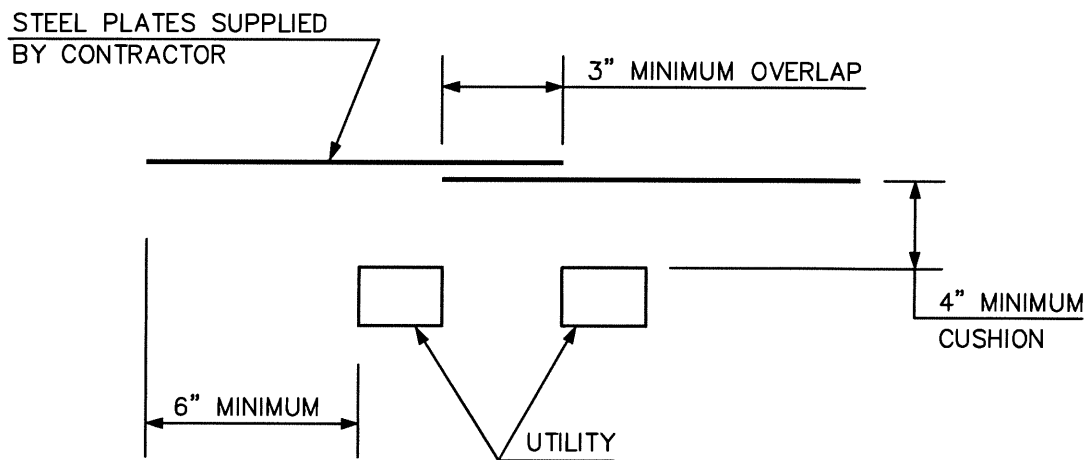 STEEL PLATES SUPPLIED
BY CONTRACTOR
3” MINIMUM OVERLAP
4” MINIMUM
CUSHION
6” MINIMUM
UTILITY